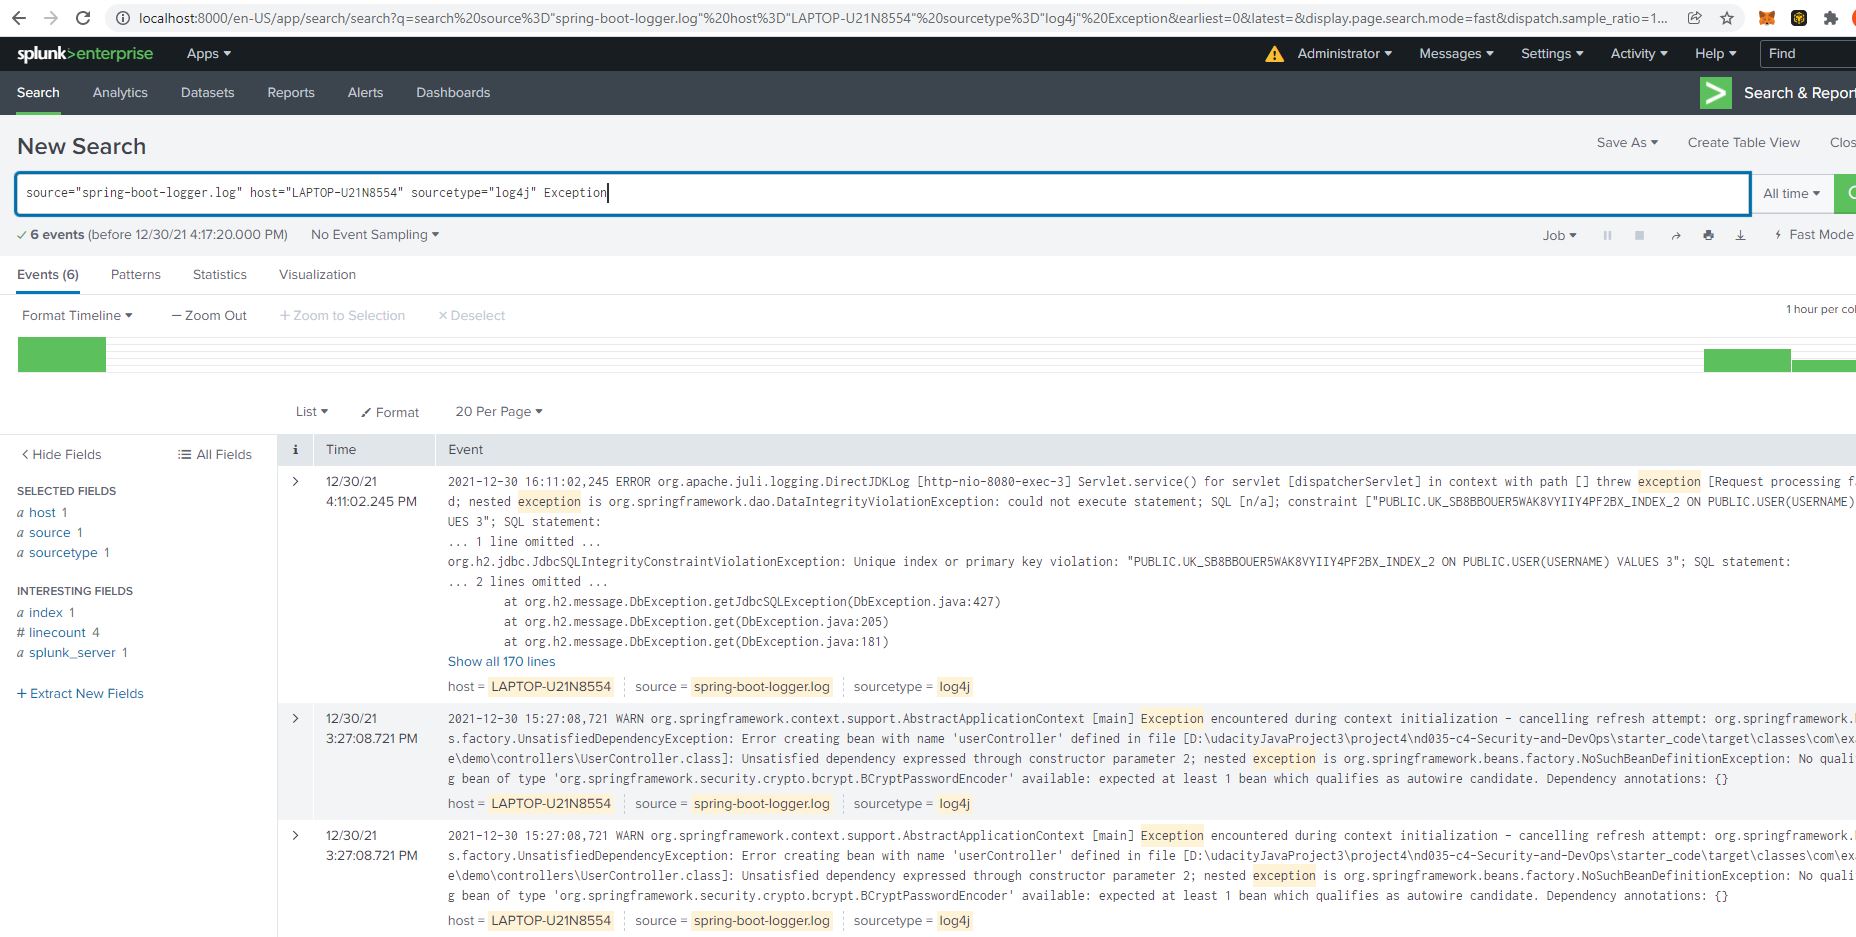 localhost:8000/en-US/app/search/search?q=search%20source%3D"spring-boot-logger.log"%20host%3D"LAPTOP-U21N8554"%20sourcetype%3D"log4j"%20Exception&earliest=0&latest=&display.page.search.mode=fast&dispatch.sample_ratio=1...
splunk>enterprise Apps Administrator Messages Settings Activity Help Find
Search Analytics Datasets Reports Alerts Dashboards Search & Report
New Search Save As Create Table View Clos
source="spring-boot-logger.log" host="LAPTOP-U21N8554" sourcetype="log4j" Exception All time
6 events (before 12/30/21 4:17:20.000 PM) No Event Sampling Job Fast Mode
Events (6) Patterns Statistics Visualization
Format Timeline — Zoom Out + Zoom to Selection × Deselect 1 hour per col
List Format 20 Per Page
< Hide Fields All Fields i Time Event
SELECTED FIELDS
a host 1
a source 1
a sourcetype 1
INTERESTING FIELDS
a index 1
# linecount 4
a splunk_server 1
+ Extract New Fields
12/30/21
4:11:02.245 PM
2021-12-30 16:11:02,245 ERROR org.apache.juli.logging.DirectJDKLog [http-nio-8080-exec-3] Servlet.service() for servlet [dispatcherServlet] in context with path [] threw exception [Request processing fa
d; nested exception is org.springframework.dao.DataIntegrityViolationException: could not execute statement; SQL [n/a]; constraint ["PUBLIC.UK_SB8BBOUER5WAK8VYIIY4PF2BX_INDEX_2 ON PUBLIC.USER(USERNAME)
UES 3"; SQL statement:
... 1 line omitted ...
org.h2.jdbc.JdbcSQLIntegrityConstraintViolationException: Unique index or primary key violation: "PUBLIC.UK_SB8BBOUER5WAK8VYIIY4PF2BX_INDEX_2 ON PUBLIC.USER(USERNAME) VALUES 3"; SQL statement:
... 2 lines omitted ...
at org.h2.message.DbException.getJdbcSQLException(DbException.java:427)
at org.h2.message.DbException.get(DbException.java:205)
at org.h2.message.DbException.get(DbException.java:181)
Show all 170 lines
host = LAPTOP-U21N8554 source = spring-boot-logger.log sourcetype = log4j
12/30/21
3:27:08.721 PM
2021-12-30 15:27:08,721 WARN org.springframework.context.support.AbstractApplicationContext [main] Exception encountered during context initialization - cancelling refresh attempt: org.springframework.
s.factory.UnsatisfiedDependencyException: Error creating bean with name 'userController' defined in file [D:\udacityJavaProject3\project4\nd035-c4-Security-and-DevOps\starter_code\target\classes\com\ex
e\demo\controllers\UserController.class]: Unsatisfied dependency expressed through constructor parameter 2; nested exception is org.springframework.beans.factory.NoSuchBeanDefinitionException: No quali
g bean of type 'org.springframework.security.crypto.bcrypt.BCryptPasswordEncoder' available: expected at least 1 bean which qualifies as autowire candidate. Dependency annotations: {}
host = LAPTOP-U21N8554 source = spring-boot-logger.log sourcetype = log4j
12/30/21
3:27:08.721 PM
2021-12-30 15:27:08,721 WARN org.springframework.context.support.AbstractApplicationContext [main] Exception encountered during context initialization - cancelling refresh attempt: org.springframework.
s.factory.UnsatisfiedDependencyException: Error creating bean with name 'userController' defined in file [D:\udacityJavaProject3\project4\nd035-c4-Security-and-DevOps\starter_code\target\classes\com\ex
e\demo\controllers\UserController.class]: Unsatisfied dependency expressed through constructor parameter 2; nested exception is org.springframework.beans.factory.NoSuchBeanDefinitionException: No quali
g bean of type 'org.springframework.security.crypto.bcrypt.BCryptPasswordEncoder' available: expected at least 1 bean which qualifies as autowire candidate. Dependency annotations: {}
host = LAPTOP-U21N8554 source = spring-boot-logger.log sourcetype = log4j